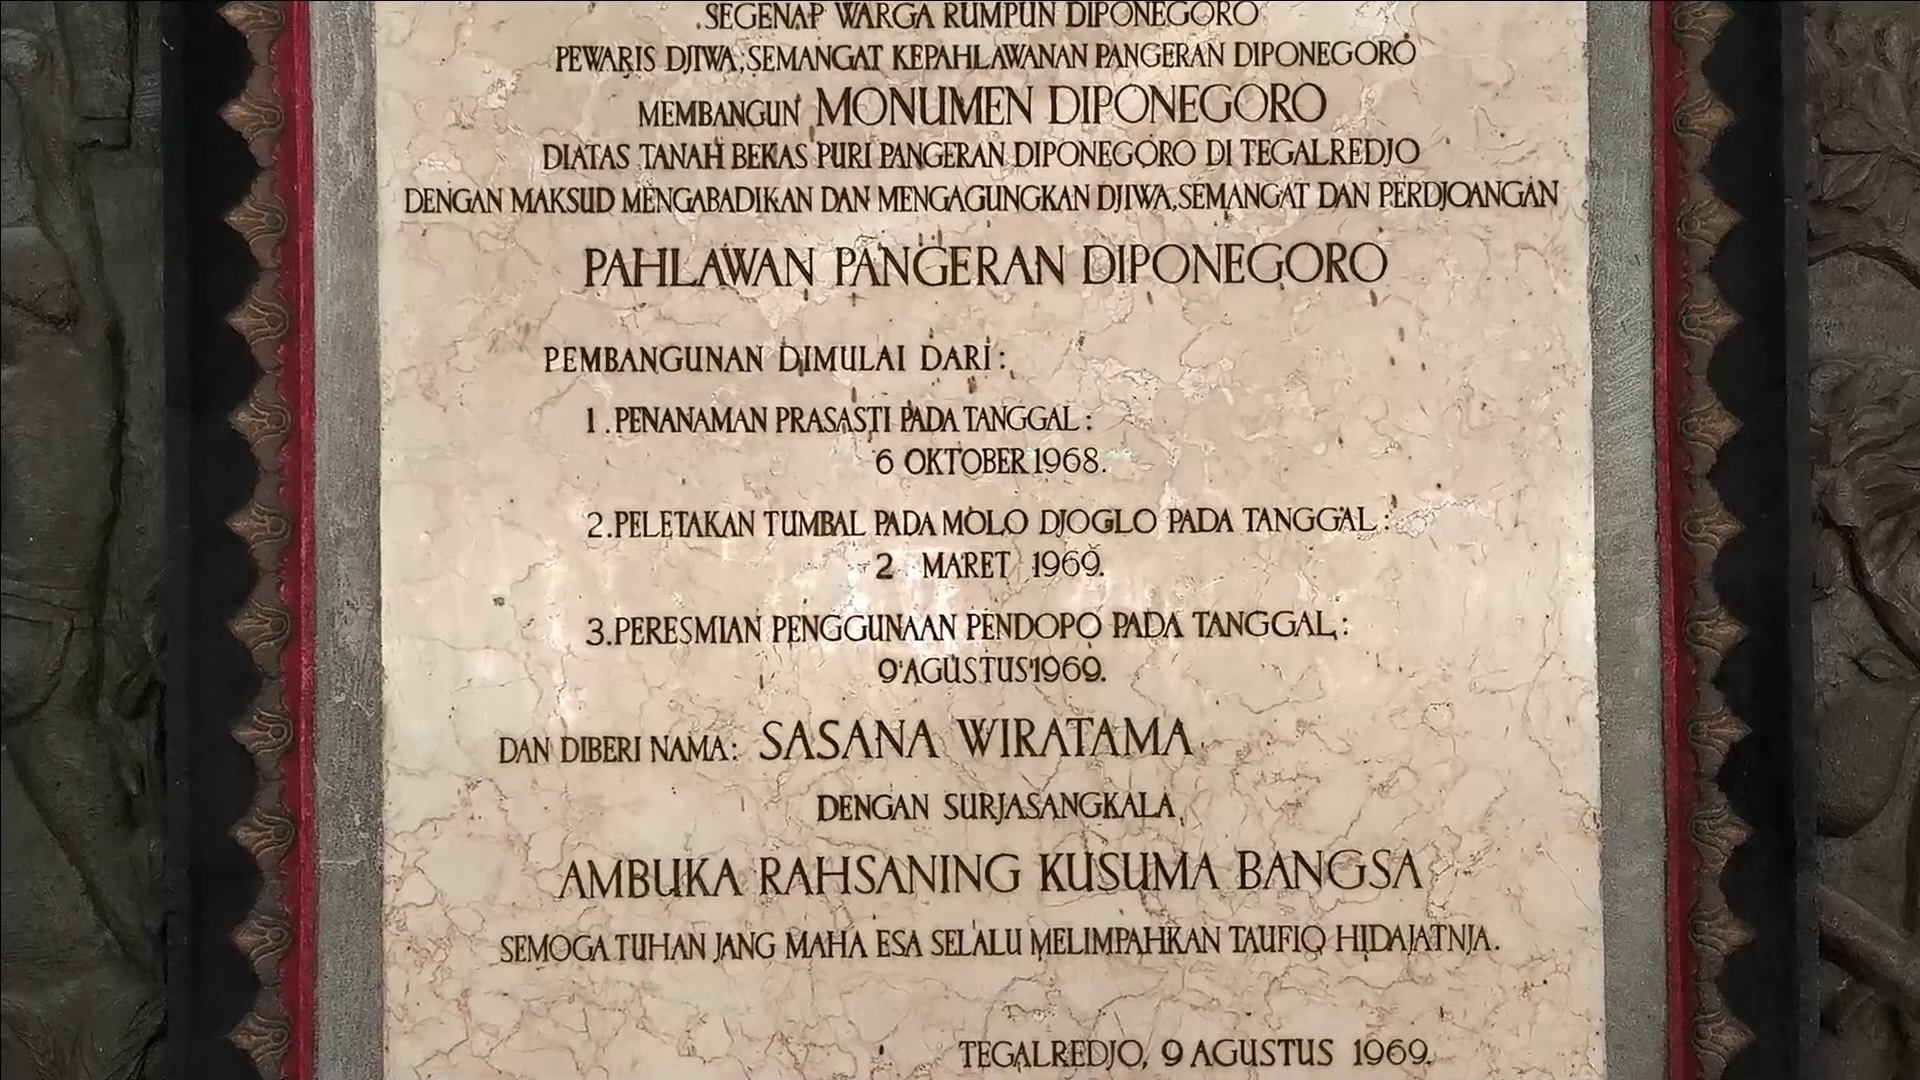 SEGENAP WARGA RUMPUN DIPONEGORO
PEWARIS DJIWA, SEMANGAT KEPAHLAWANAN PANGERAN DIPONEGORO
MEMBANGUN MONUMEN DIPONEGORO
DIATAS TANAH BEKAS PURI PANGERAN DIPONEGORO DI TEGALREDJO
DENGAN MAKSUD MENGABADIKAN DAN MENGAGUNGKAN DJIWA, SEMANGAT DAN PERDJOANGAN
PAHLAWAN PANGERAN DIPONEGORO
PEMBANGUNAN DIMULAI DARI :
1. PENANAMAN PRASASTI PADA TANGGAL :
6 OKTOBER 1968.
2. PELETAKAN TUMBAL PADA MOLO DJOGLO PADA TANGGAL :
2 MARET 1969.
3. PERESMIAN PENGGUNAAN PENDOPO PADA TANGGAL :
9 AGUSTUS 1969.
DAN DIBERI NAMA : SASANA WIRATAMA
DENGAN SURJASANGKALA
AMBUKA RAHSANING KUSUMA BANGSA
SEMOGA TUHAN JANG MAHA ESA SELALU MELIMPAHKAN TAUFIQ HIDAJATNJA.
TEGALREDJO, 9 AGUSTUS 1969.